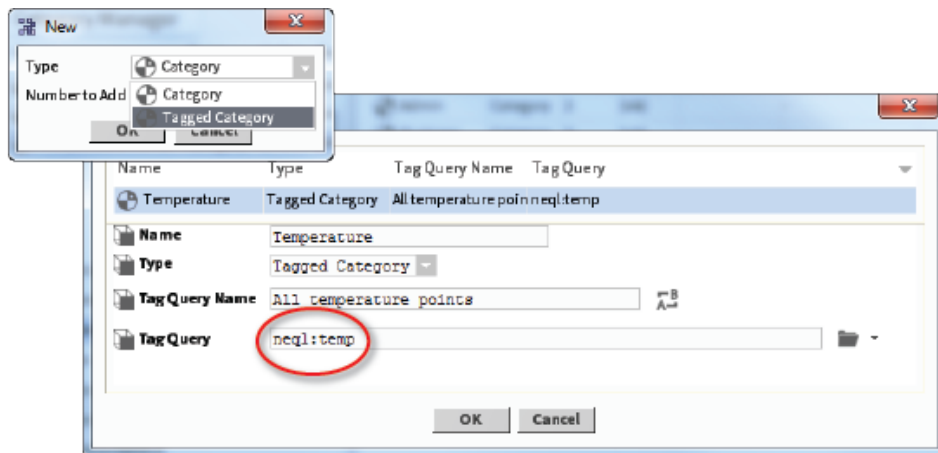 New
Type Category
Number to Add Category
Tagged Category
OK Cancel
Name Type Tag Query Name Tag Query
Temperature Tagged Category All temperature poin neql:temp
Name Temperature
Type Tagged Category
Tag Query Name All temperature points
Tag Query neql:temp
OK Cancel